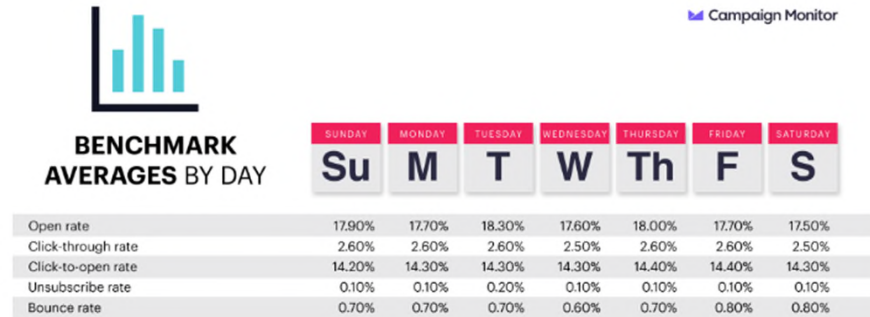 Campaign Monitor
BENCHMARK
AVERAGES BY DAY
SUNDAY MONDAY TUESDAY WEDNESDAY THURSDAY FRIDAY SATURDAY
Su M T W Th F S
Open rate 17.90% 17.70% 18.30% 17.60% 18.00% 17.70% 17.50%
Click-through rate 2.60% 2.60% 2.60% 2.50% 2.60% 2.60% 2.50%
Click-to-open rate 14.20% 14.30% 14.30% 14.30% 14.40% 14.40% 14.30%
Unsubscribe rate 0.10% 0.10% 0.20% 0.10% 0.10% 0.10% 0.10%
Bounce rate 0.70% 0.70% 0.70% 0.60% 0.70% 0.80% 0.80%